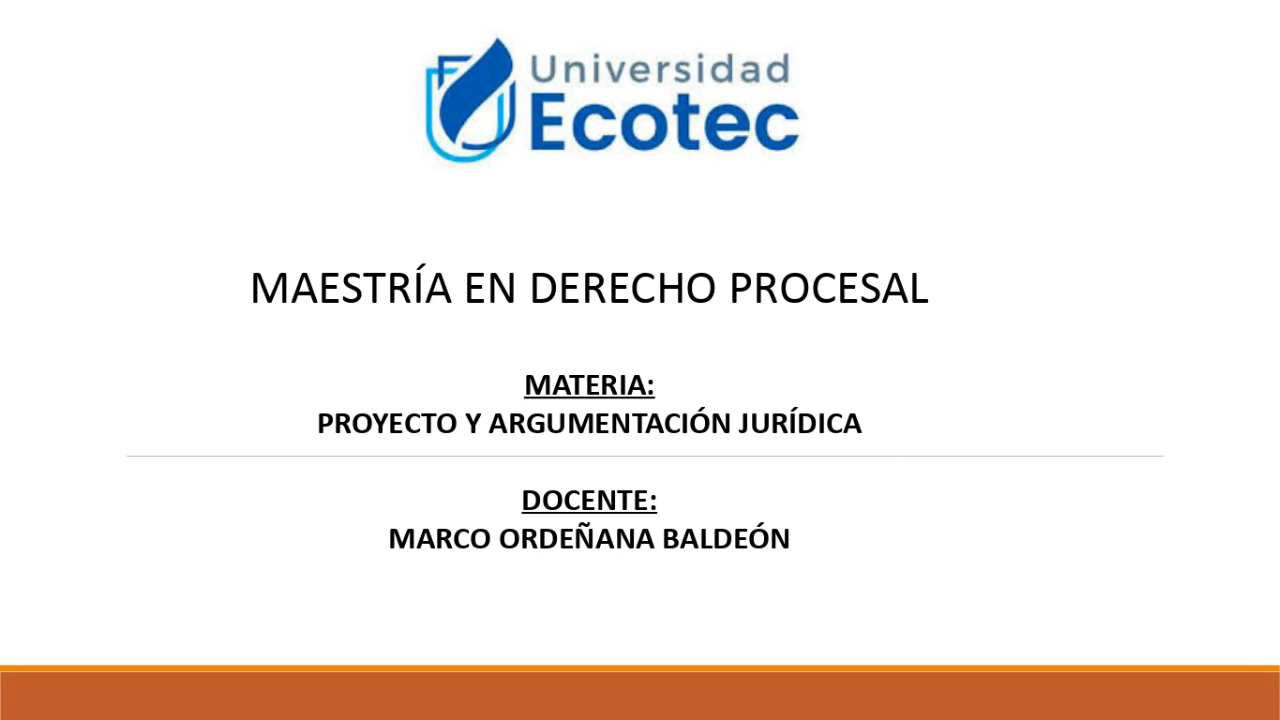 Universidad
Ecotec
MAESTRÍA EN DERECHO PROCESAL
MATERIA:
PROYECTO Y ARGUMENTACIÓN JURÍDICA
DOCENTE:
MARCO ORDEÑANA BALDEÓN